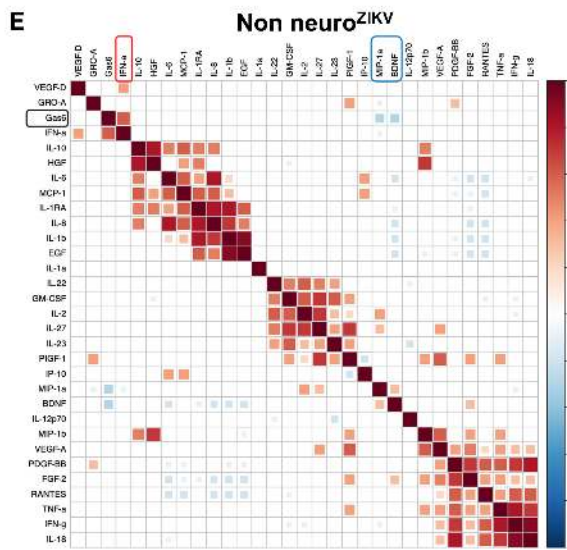 E
Non neuroZIKV
VEGF-D
GRO-A
Gas6
IFN-a
IL-10
HGF
IL-6
MCP-1
IL-1RA
IL-8
IL-1b
EGF
IL-1a
IL-22
GM-CSF
IL-2
IL-27
IL-23
PIGF-1
IP-10
MIP-1a
BDNF
IL-12p70
MIP-1b
VEGF-A
PDGF-BB
FGF-2
RANTES
TNF-a
IFN-g
IL-18
VEGF-D
GRO-A
Gas6
IFN-a
IL-10
HGF
IL-6
MCP-1
IL-1RA
IL-8
IL-1b
EGF
IL-1a
IL22
GM-CSF
IL-2
IL-27
IL-23
PIGF-1
IP-10
MIP-1a
BDNF
IL-12p70
MIP-1b
VEGF-A
PDGF-BB
FGF-2
RANTES
TNF-a
IFN-g
IL-18